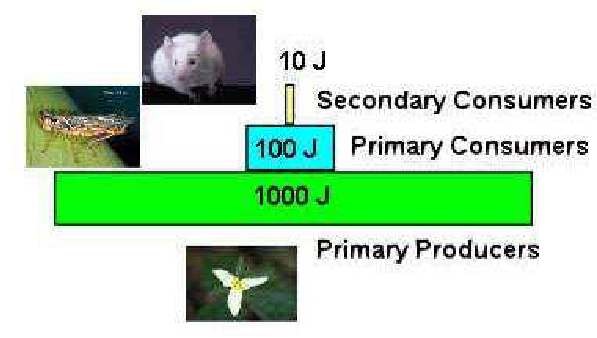 10 J
Secondary Consumers
100 J
Primary Consumers
1000 J
Primary Producers